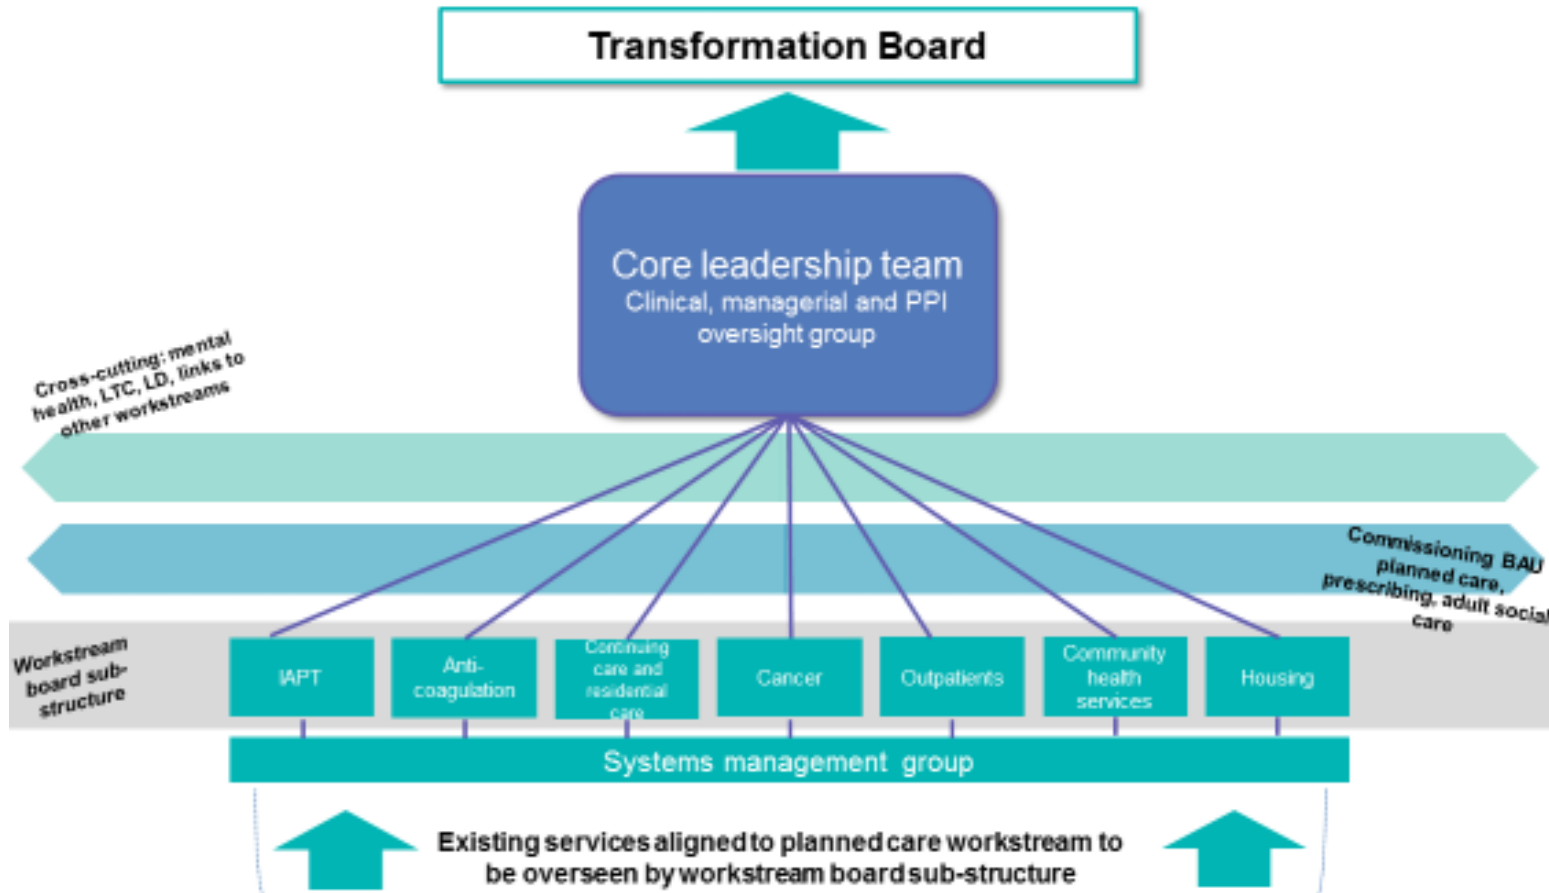 Transformation Board
Core leadership team
Clinical, managerial and PPI
oversight group
Cross-cutting: mental
health, LTC, LD, links to
other workstreams
Commissioning BAU
planned care,
prescribing, adult social
care
Workstream
board sub-
structure
IAPT
Anti-
coagulation
Continuing
care and
residential
care
Cancer
Outpatients
Community
health
services
Housing
Systems management group
Existing services aligned to planned care workstream to
be overseen by workstream board sub-structure